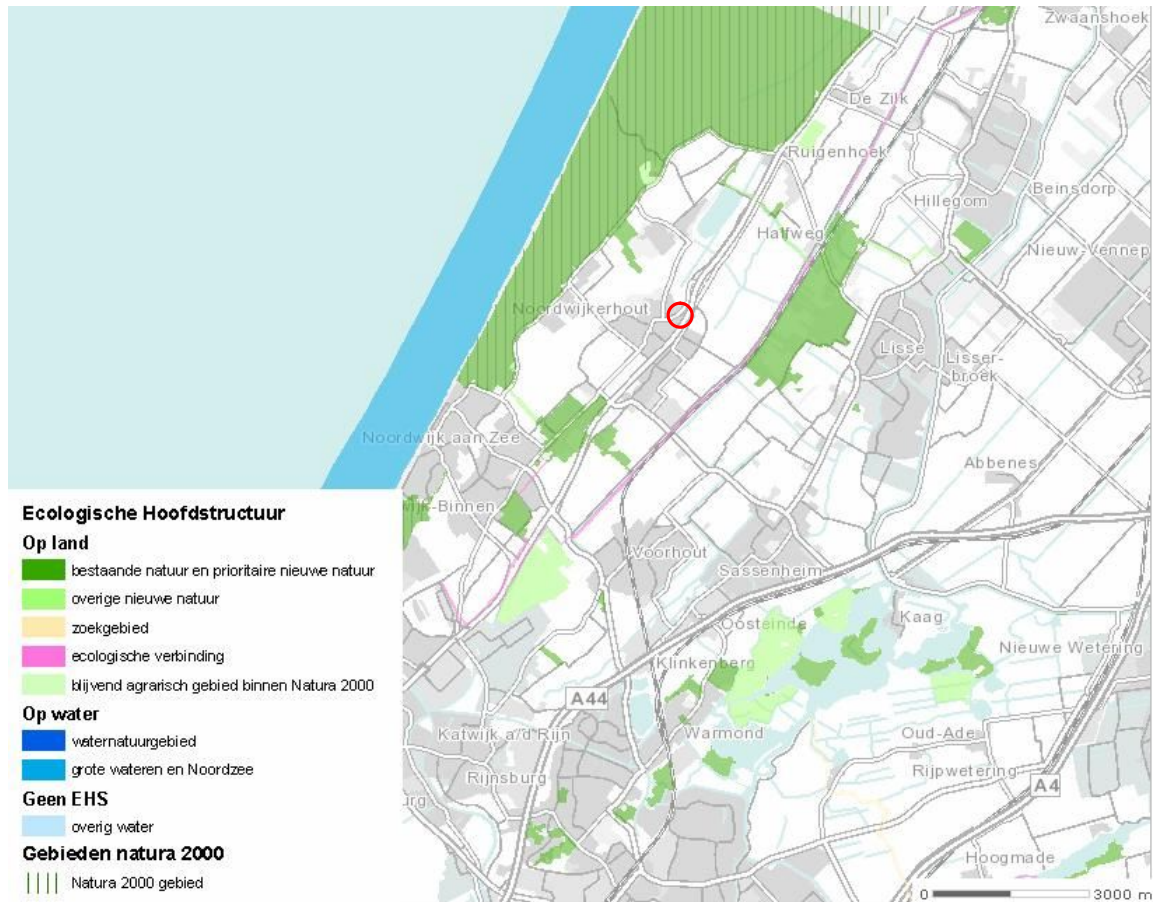 Zwaanshoek
De Zilk
Ruigenhoek
Beinsdorp
Hillegom
Halfweg
Nieuw-Vennep
Noordwijkerhout
Lisse
Lisser-
broek
Noordwijk aan Zee
Abbenes
Wijk-Binnen
Voorhout
Sassenheim
Kaag
Oosteinde
Nieuwe Wetering
Klinkenberg
A44
Katwijk a/d Rijn
Warmond
Oud-Ade
Rijpwetering
Rijnsburg
A4
urg
Hoogmade
0 3000 m
Ecologische Hoofdstructuur
Op land
bestaande natuur en prioritaire nieuwe natuur
overige nieuwe natuur
zoekgebied
ecologische verbinding
blijvend agrarisch gebied binnen Natura 2000
Op water
waternatuurgebied
grote wateren en Noordzee
Geen EHS
overig water
Gebieden natura 2000
Natura 2000 gebied